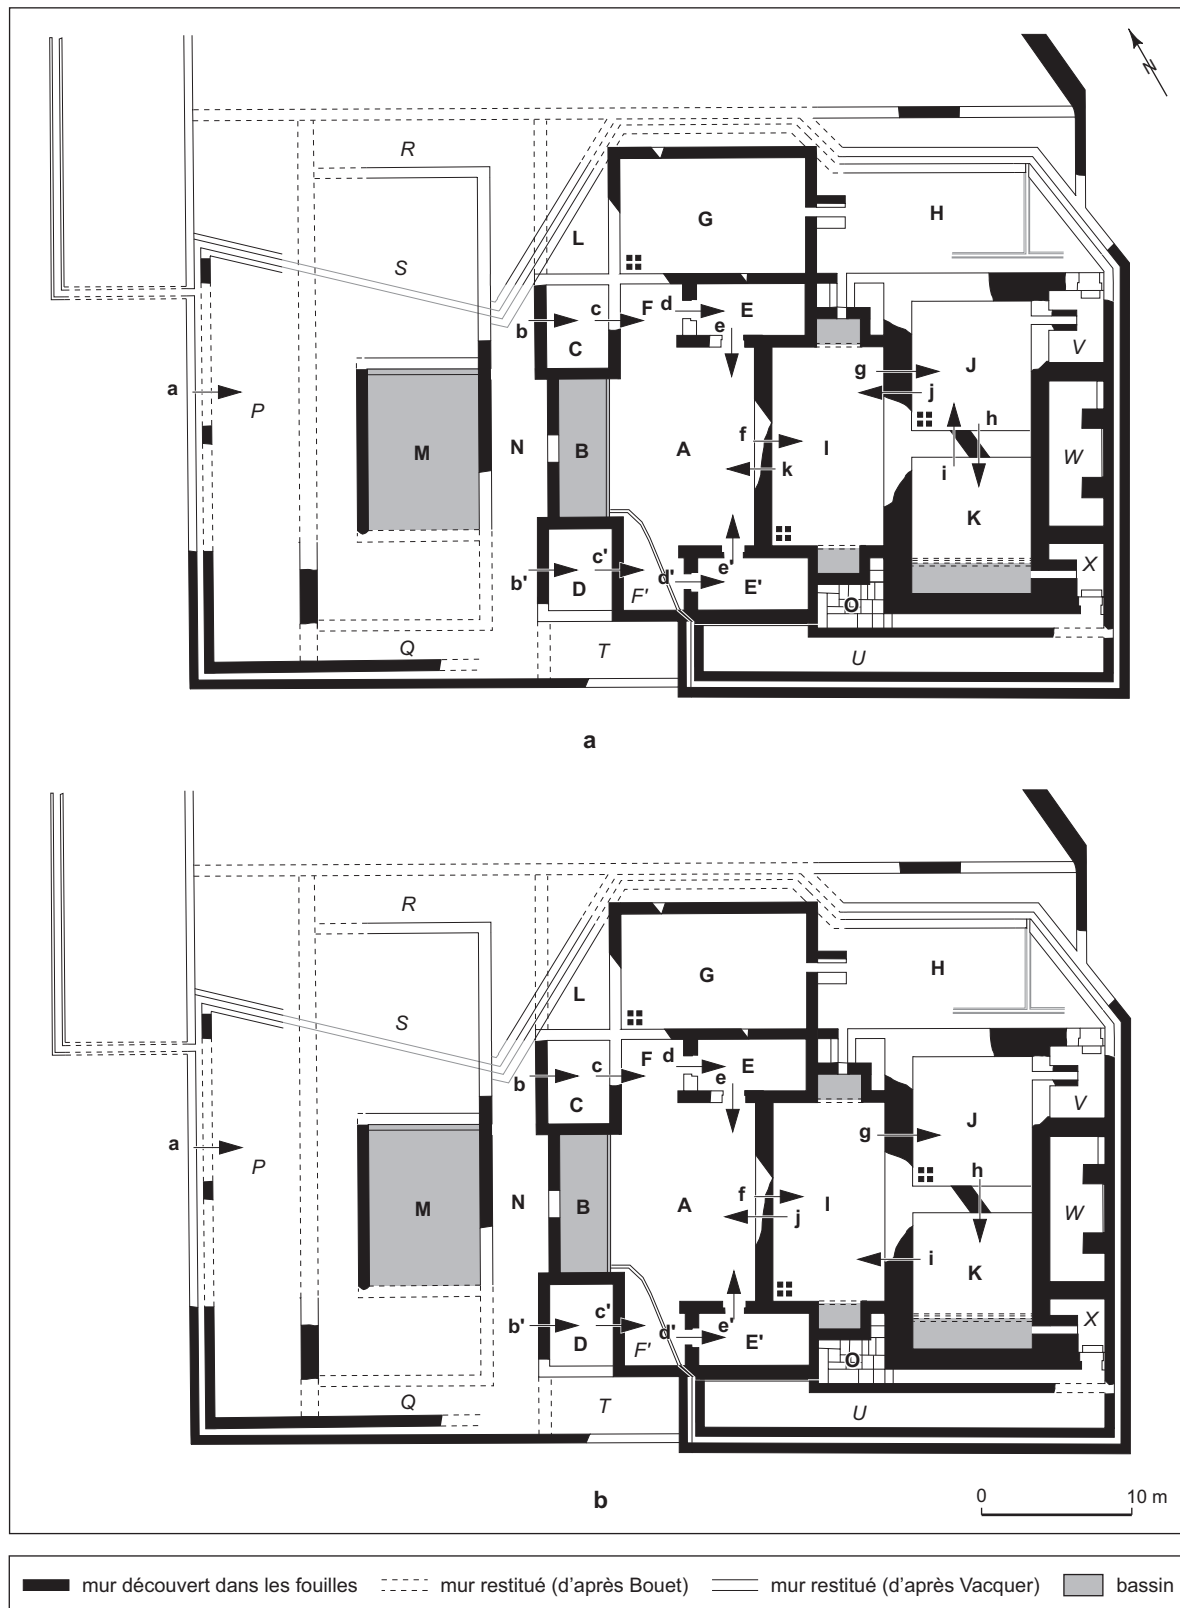 N
R
H
G
L
S
F d E
b c e
C V
a g J
P j
h
M N B A f I W
k
i
K
c' e' X
b' d'
D F' E' O
Q T U
a
R
H
G
L
S
F d E
b c e
C V
a g J
P
h
M N B A f I W
j
i K
c' e' X
b' d'
D F' E' O
Q T U
b
0 10 m
mur découvert dans les fouilles mur restitué (d'après Bouet) mur restitué (d'après Vacquer) bassin